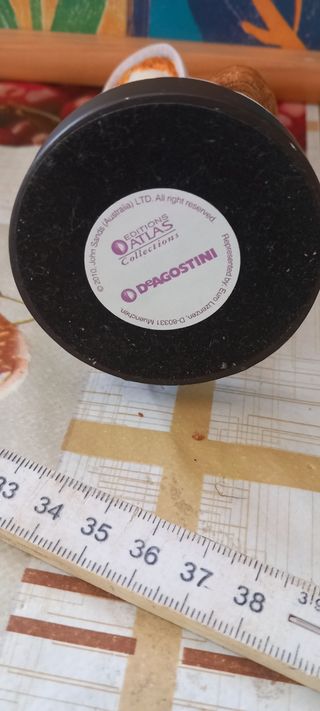 © 2010. John Sands (Australia) LTD. All right reserved.
EDITIONS
ATLAS
Collections
DeAGOSTINI
Represented by: Euro Lizenzen, D-80331 Muenchen
33 34 35 36 37 38 39